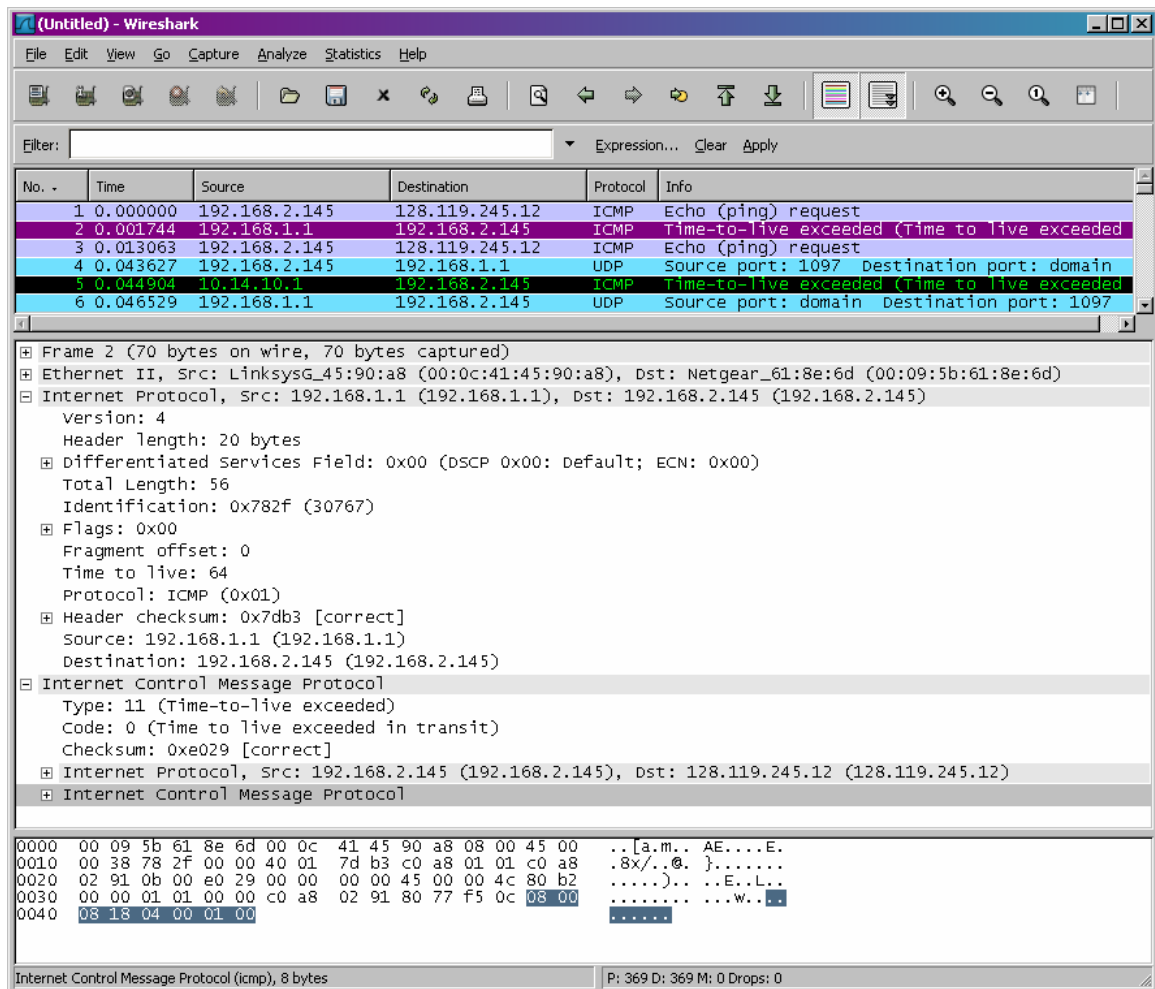 (Untitled) - Wireshark
File Edit View Go Capture Analyze Statistics Help
Filter: Expression... Clear Apply
No. Time Source Destination Protocol Info
1 0.000000 192.168.2.145 128.119.245.12 ICMP Echo (ping) request
2 0.001744 192.168.1.1 192.168.2.145 ICMP Time-to-live exceeded (Time to live exceeded
3 0.013063 192.168.2.145 128.119.245.12 ICMP Echo (ping) request
4 0.043627 192.168.2.145 192.168.1.1 UDP Source port: 1097 Destination port: domain
5 0.044904 10.14.10.1 192.168.2.145 ICMP Time-to-live exceeded (Time to live exceeded
6 0.046529 192.168.1.1 192.168.2.145 UDP Source port: domain Destination port: 1097
Frame 2 (70 bytes on wire, 70 bytes captured)
Ethernet II, Src: LinksysG_45:90:a8 (00:0c:41:45:90:a8), Dst: Netgear_61:8e:6d (00:09:5b:61:8e:6d)
Internet Protocol, Src: 192.168.1.1 (192.168.1.1), Dst: 192.168.2.145 (192.168.2.145)
Version: 4
Header length: 20 bytes
Differentiated Services Field: 0x00 (DSCP 0x00: Default; ECN: 0x00)
Total Length: 56
Identification: 0x782f (30767)
Flags: 0x00
Fragment offset: 0
Time to live: 64
Protocol: ICMP (0x01)
Header checksum: 0x7db3 [correct]
Source: 192.168.1.1 (192.168.1.1)
Destination: 192.168.2.145 (192.168.2.145)
Internet Control Message Protocol
Type: 11 (Time-to-live exceeded)
Code: 0 (Time to live exceeded in transit)
Checksum: 0xe029 [correct]
Internet Protocol, Src: 192.168.2.145 (192.168.2.145), Dst: 128.119.245.12 (128.119.245.12)
Internet Control Message Protocol
0000 00 09 5b 61 8e 6d 00 0c 41 45 90 a8 08 00 45 00 ..[a.m.. AE....E.
0010 00 38 78 2f 00 00 40 01 7d b3 c0 a8 01 01 c0 a8 .8x/..@. }.......
0020 02 91 0b 00 e0 29 00 00 00 00 45 00 00 4c 80 b2 .....).. ..E..L..
0030 00 00 01 01 00 00 c0 a8 02 91 80 77 f5 0c 08 00 ........ ...w....
0040 08 18 04 00 01 00 ......
Internet Control Message Protocol (icmp), 8 bytes P: 369 D: 369 M: 0 Drops: 0